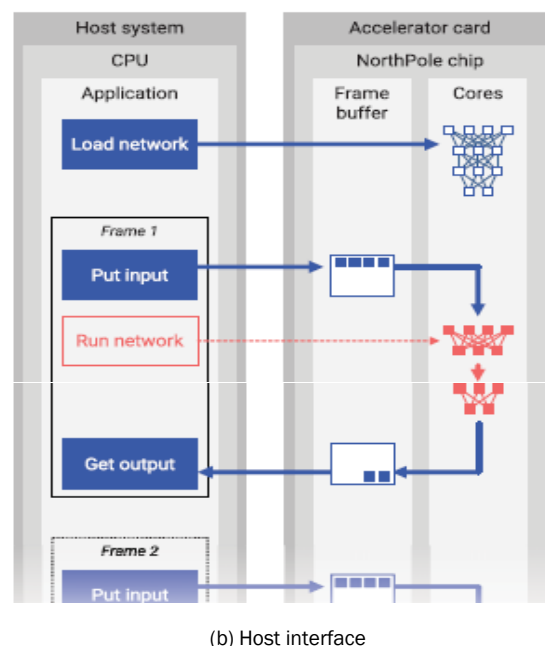 Host system
Accelerator card
CPU
NorthPole chip
Application
Frame
buffer
Cores
Load network
Frame 1
Put input
Run network
Get output
Frame 2
Put input
(b) Host interface